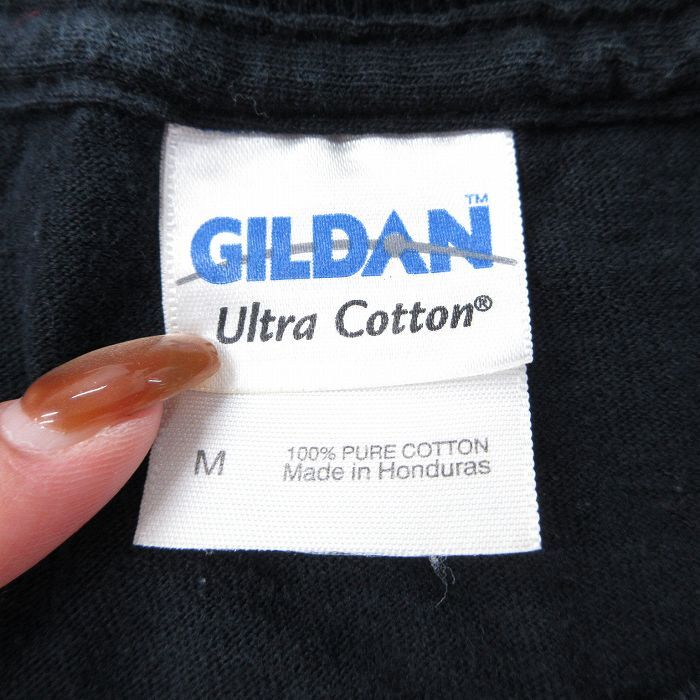 GILDAN™
Ultra Cotton®
M
100% PURE COTTON
Made in Honduras